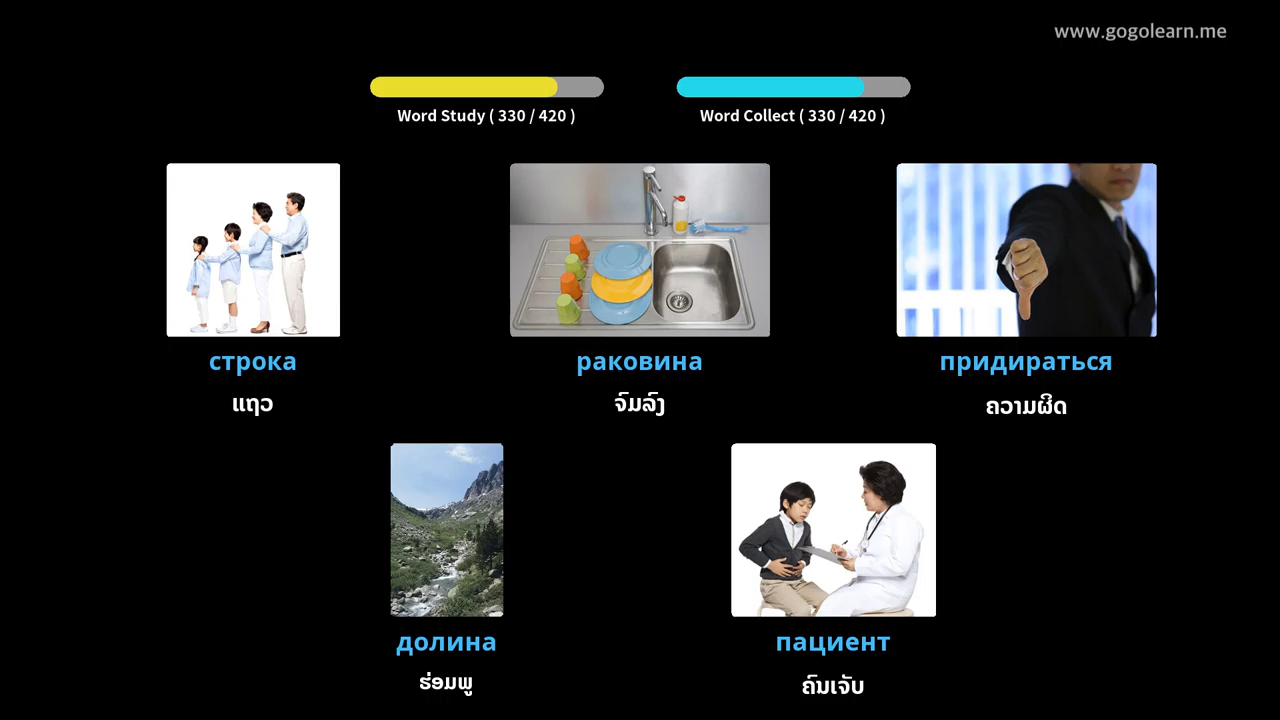 www.gogolearn.me
Word Study ( 330 / 420 )
Word Collect ( 330 / 420 )
строка
ແຖວ
раковина
ຈົມລົງ
придираться
ຄວາມຜິດ
долина
ຮ່ອມພູ
пациент
ຄົນເຈັບ